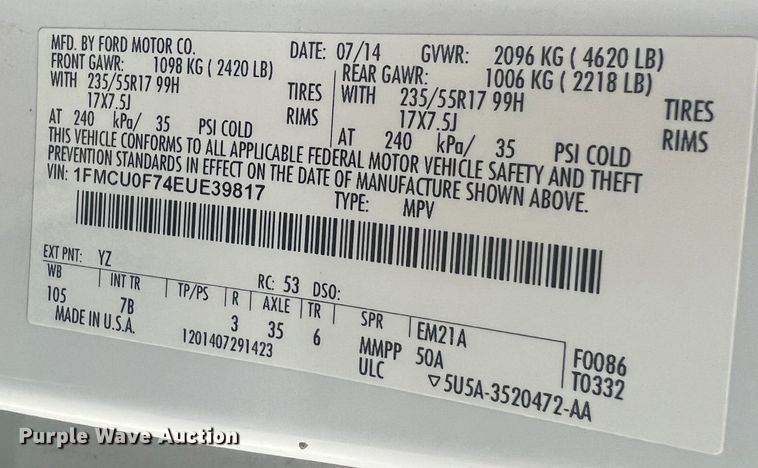 MFD. BY FORD MOTOR CO. DATE: 07/14 GVWR: 2096 KG ( 4620 LB)
FRONT GAWR: 1098 KG ( 2420 LB) REAR GAWR: 1006 KG ( 2218 LB)
WITH 235/55R17 99H TIRES WITH 235/55R17 99H TIRES
17X7.5J RIMS 17X7.5J RIMS
AT 240 kPa/ 35 PSI COLD AT 240 kPa/ 35 PSI COLD
THIS VEHICLE CONFORMS TO ALL APPLICABLE FEDERAL MOTOR VEHICLE SAFETY AND THEFT
PREVENTION STANDARDS IN EFFECT ON THE DATE OF MANUFACTURE SHOWN ABOVE.
VIN: 1FMCU0F74EUE39817 TYPE: MPV
EXT PNT: YZ RC: 53 DSO:
WB INT TR TP/PS R AXLE TR SPR EM21A F0086
105 7B 3 35 6 MMPP 50A T0332
MADE IN U.S.A. 1201407291423 ULC ▽5U5A-3520472-AA
Purple Wave Auction